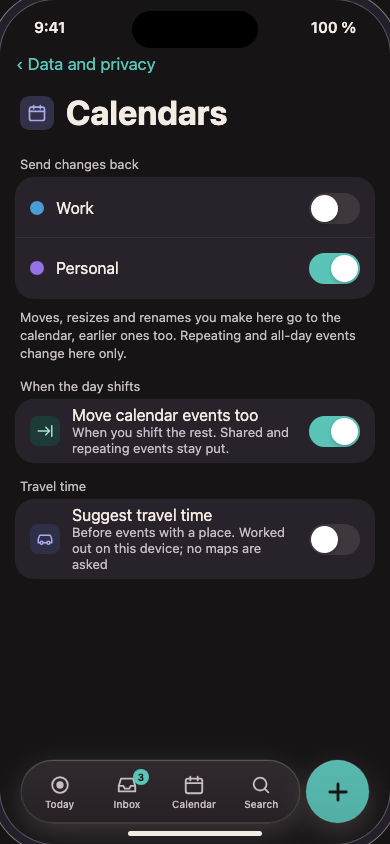 9:41
100 %
‹ Data and privacy
Calendars
Send changes back
Work
Personal
Moves, resizes and renames you make here go to the
calendar, earlier ones too. Repeating and all-day events
change here only.
When the day shifts
Move calendar events too
When you shift the rest. Shared and
repeating events stay put.
Travel time
Suggest travel time
Before events with a place. Worked
out on this device; no maps are
asked
3
Today
Inbox
Calendar
Search